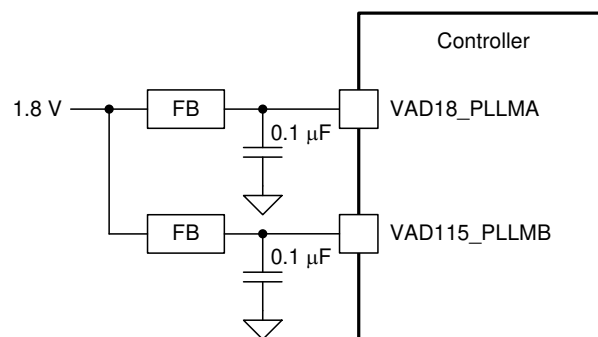 Controller
1.8 V
FB
VAD18_PLLMA
0.1 μF
FB
VAD115_PLLMB
0.1 μF